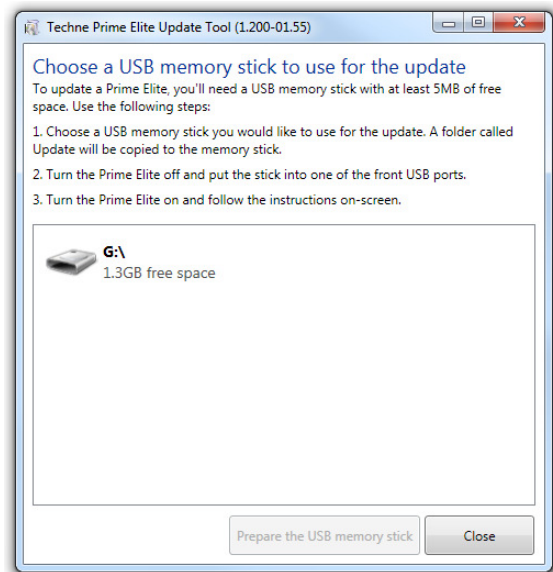 Techne Prime Elite Update Tool (1.200-01.55)
Choose a USB memory stick to use for the update
To update a Prime Elite, you'll need a USB memory stick with at least 5MB of free
space. Use the following steps:
1. Choose a USB memory stick you would like to use for the update. A folder called
Update will be copied to the memory stick.
2. Turn the Prime Elite off and put the stick into one of the front USB ports.
3. Turn the Prime Elite on and follow the instructions on-screen.
G:\
1.3GB free space
Prepare the USB memory stick
Close